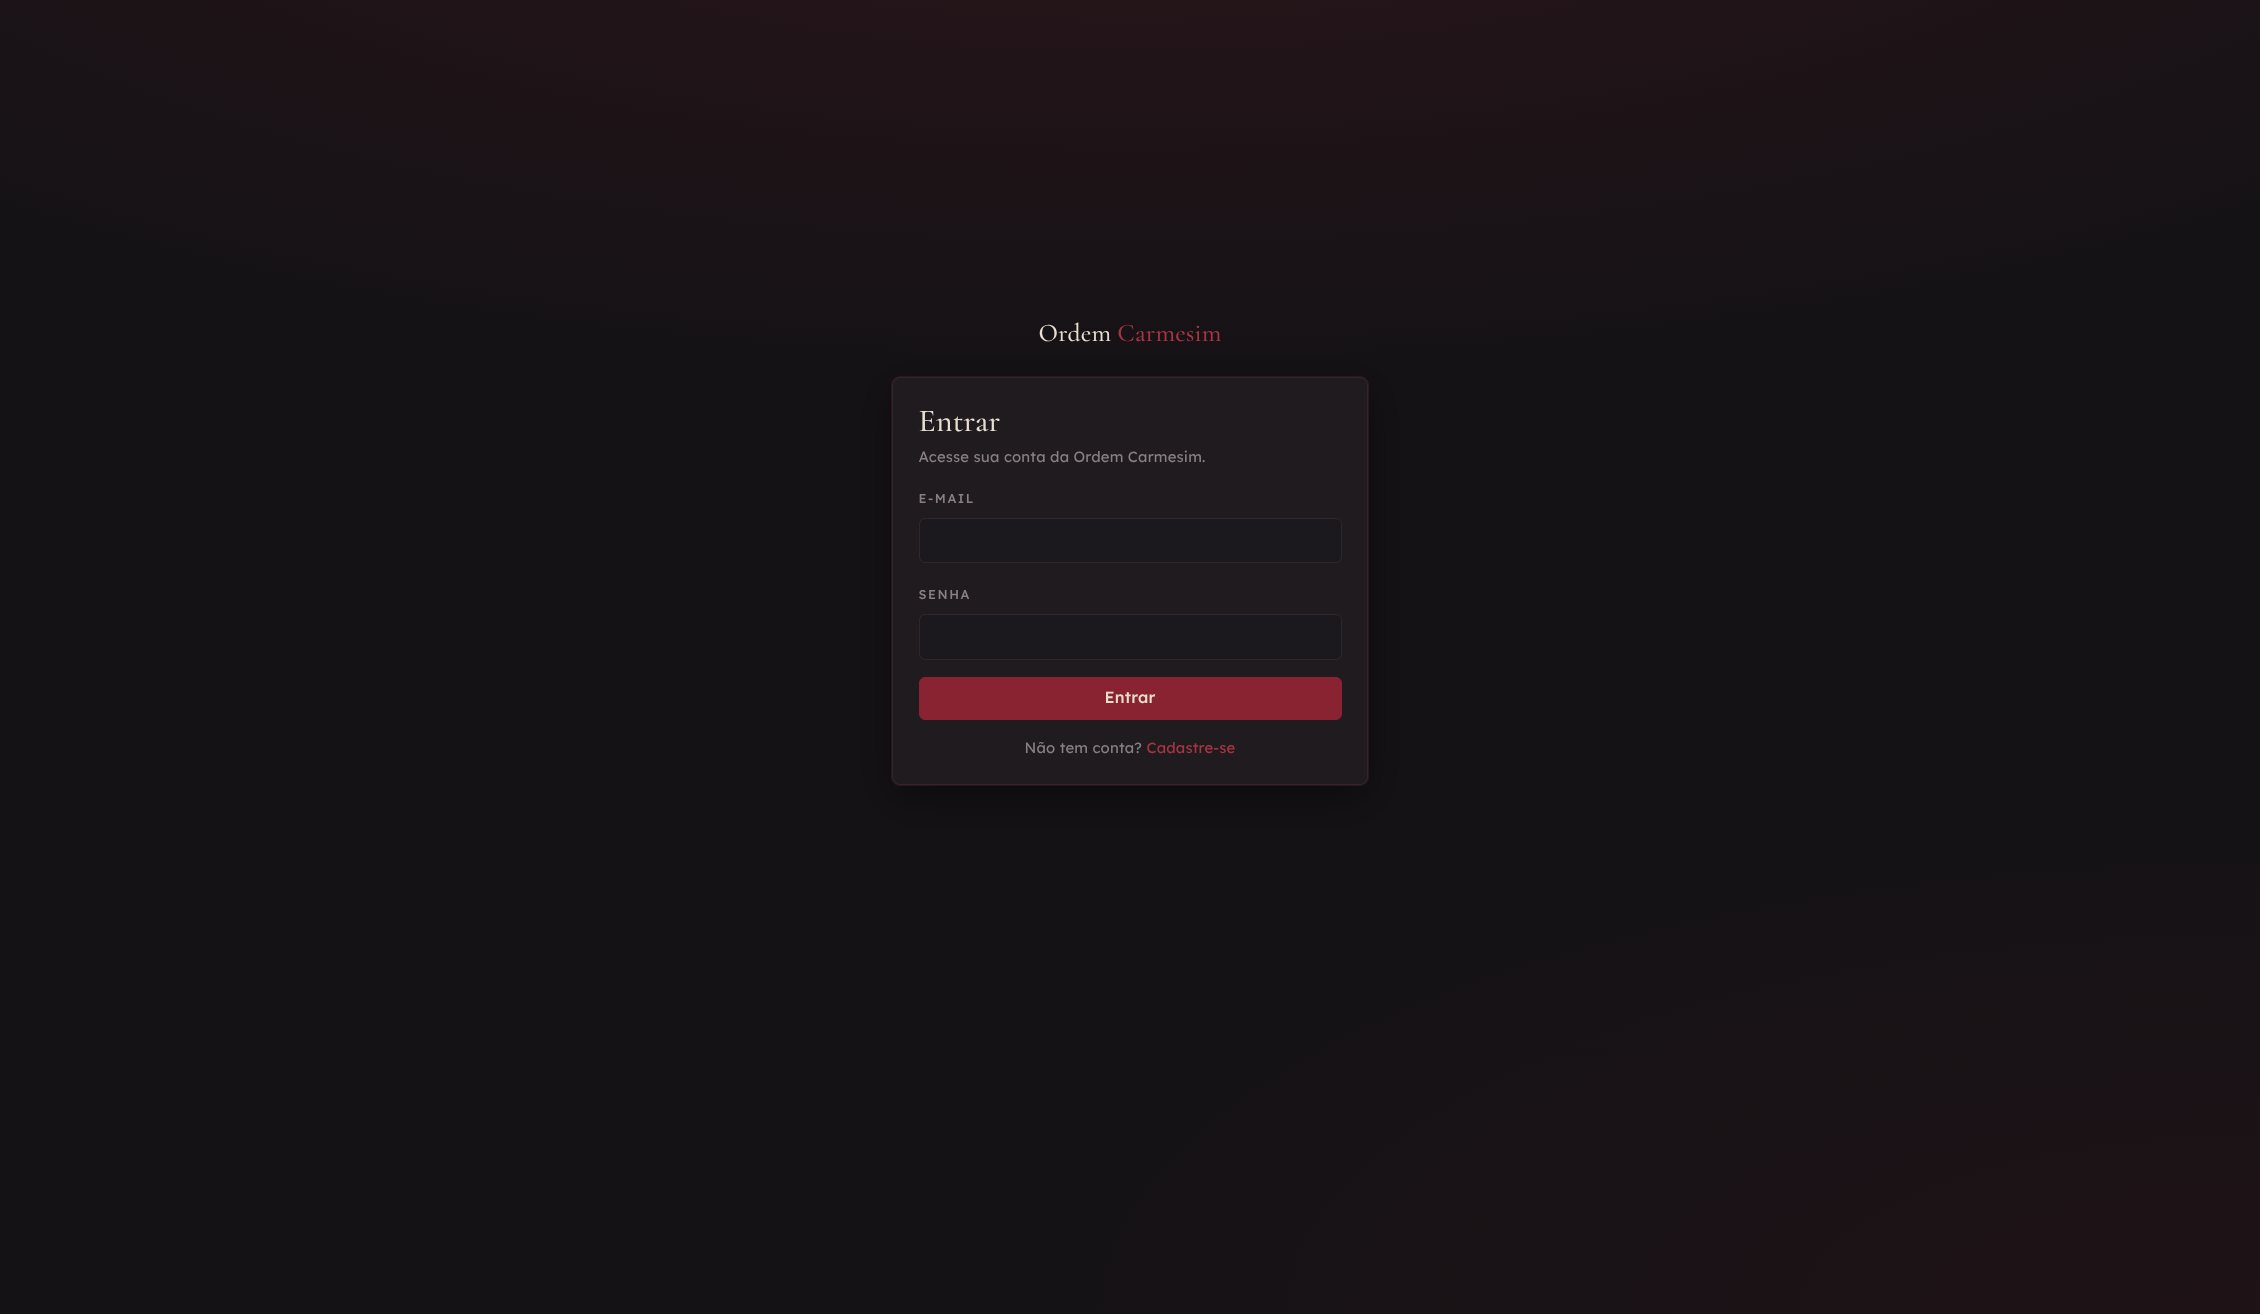 Ordem Carmesim
Entrar
Acesse sua conta da Ordem Carmesim.
E-MAIL
SENHA
Entrar
Não tem conta? Cadastre-se